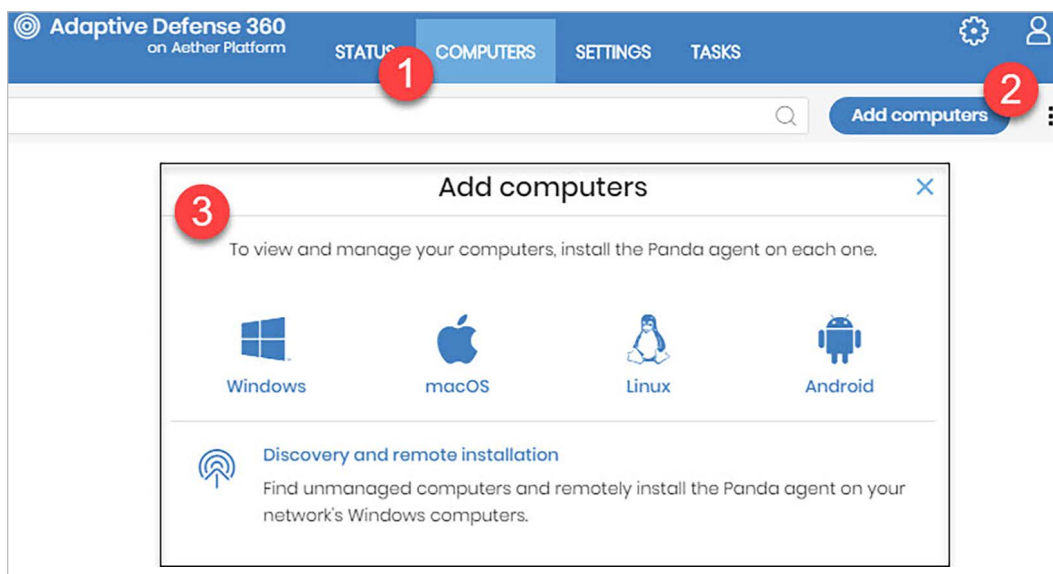 Adaptive Defense 360
on Aether Platform
STATUS COMPUTERS SETTINGS TASKS
1
2
Add computers
3
Add computers
To view and manage your computers, install the Panda agent on each one.
Windows macOS Linux Android
Discovery and remote installation
Find unmanaged computers and remotely install the Panda agent on your
network's Windows computers.